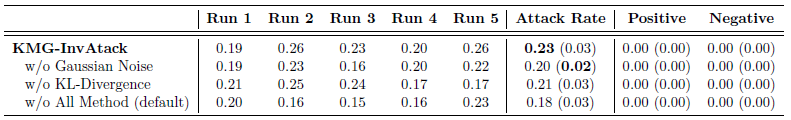 Run 1 Run 2 Run 3 Run 4 Run 5 Attack Rate Positive Negative
KMG-InvAtack 0.19 0.26 0.23 0.20 0.26 0.23 (0.03) 0.00 (0.00) 0.00 (0.00)
w/o Gaussian Noise 0.19 0.23 0.16 0.20 0.22 0.20 (0.02) 0.00 (0.00) 0.00 (0.00)
w/o KL-Divergence 0.21 0.25 0.24 0.17 0.17 0.21 (0.03) 0.00 (0.00) 0.00 (0.00)
w/o All Method (default) 0.20 0.16 0.15 0.16 0.23 0.18 (0.03) 0.00 (0.00) 0.00 (0.00)